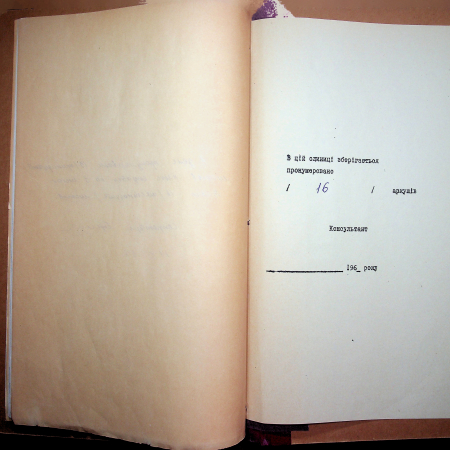 В цій одиниці зберігається
пронумеровано
/ 16 / аркушів
Консультант
196_ року